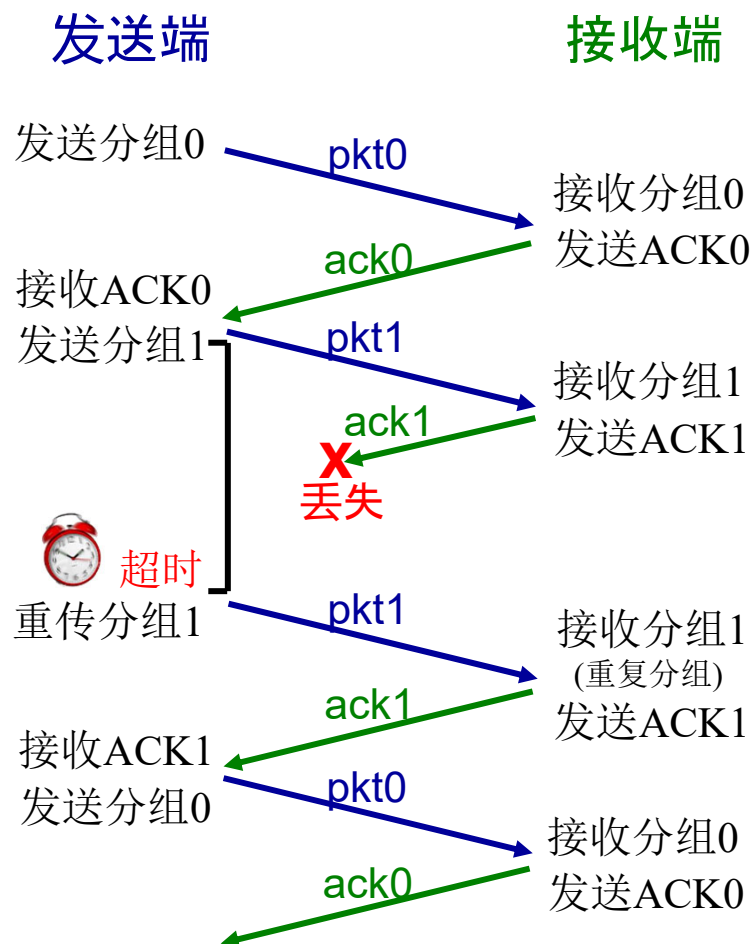 发送端
接收端
发送分组0
pkt0
接收分组0
发送ACK0
ack0
接收ACK0
发送分组1
pkt1
接收分组1
发送ACK1
ack1
X
丢失
超时
重传分组1
pkt1
接收分组1
(重复分组)
发送ACK1
ack1
接收ACK1
发送分组0
pkt0
接收分组0
发送ACK0
ack0